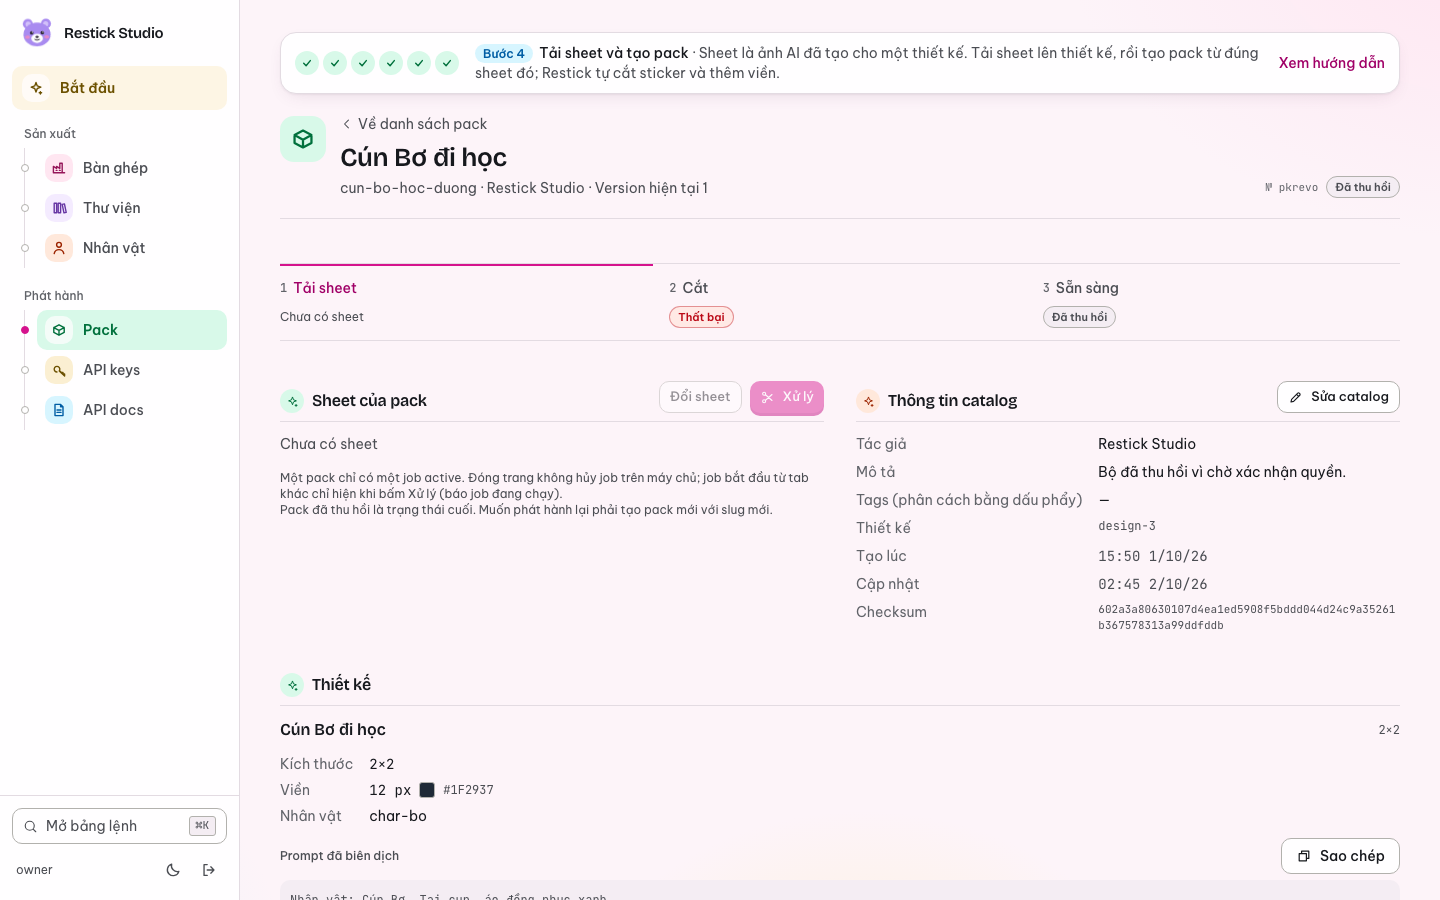 Restick Studio
Bắt đầu
Sản xuất
Bàn ghép
Thư viện
Nhân vật
Phát hành
Pack
API keys
API docs
Mở bảng lệnh ⌘K
owner
Bước 4 Tải sheet và tạo pack · Sheet là ảnh AI đã tạo cho một thiết kế. Tải sheet lên thiết kế, rồi tạo pack từ đúng
sheet đó; Restick tự cắt sticker và thêm viền.
Xem hướng dẫn
Về danh sách pack
Cún Bơ đi học
cun-bo-hoc-duong · Restick Studio · Version hiện tại 1
№ pkrevo Đã thu hồi
1 Tải sheet
Chưa có sheet
2 Cắt
Thất bại
3 Sẵn sàng
Đã thu hồi
Sheet của pack
Đổi sheet
Xử lý
Chưa có sheet
Một pack chỉ có một job active. Đóng trang không hủy job trên máy chủ; job bắt đầu từ tab
khác chỉ hiện khi bấm Xử lý (báo job đang chạy).
Pack đã thu hồi là trạng thái cuối. Muốn phát hành lại phải tạo pack mới với slug mới.
Thông tin catalog
Sửa catalog
Tác giả Restick Studio
Mô tả Bộ đã thu hồi vì chờ xác nhận quyền.
Tags (phân cách bằng dấu phẩy) —
Thiết kế design-3
Tạo lúc 15:50 1/10/26
Cập nhật 02:45 2/10/26
Checksum 602a3a80630107d4ea1ed5908f5bddd044d24c9a35261
b367578313a99ddfddb
Thiết kế
Cún Bơ đi học 2×2
Kích thước 2×2
Viền 12 px #1F2937
Nhân vật char-bo
Prompt đã biên dịch
Sao chép